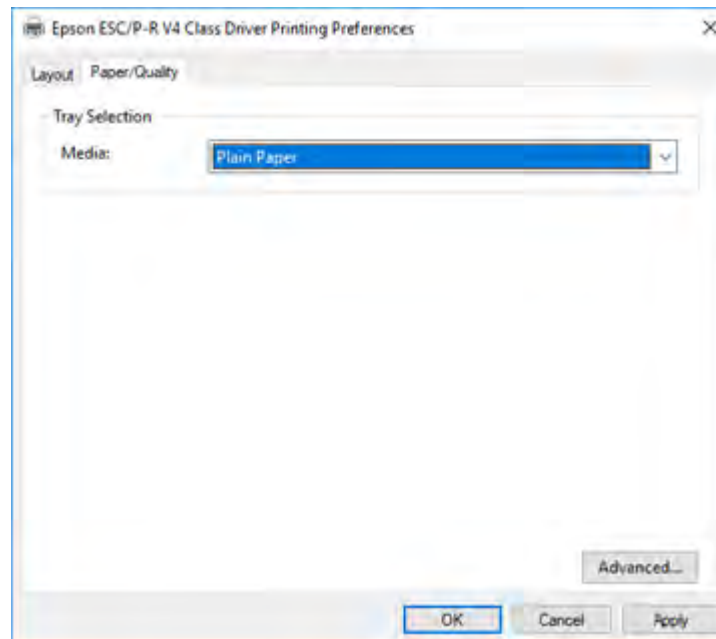 Epson ESC/P-R V4 Class Driver Printing Preferences
Layout Paper/Quality
Tray Selection
Media: Plain Paper
Advanced...
OK Cancel Apply